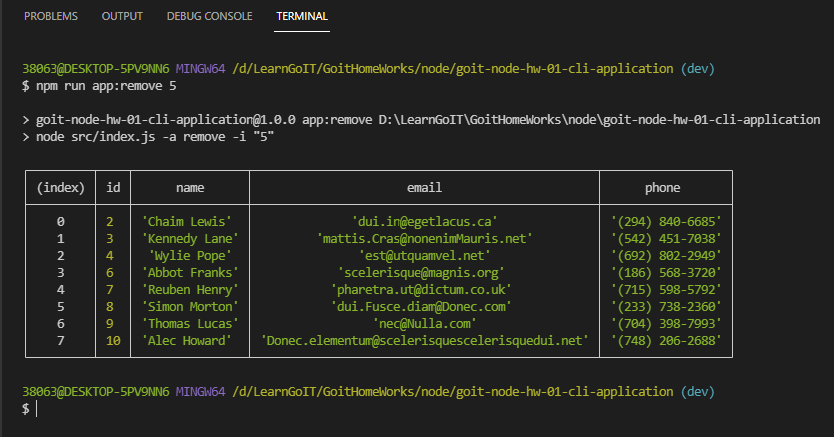 PROBLEMS OUTPUT DEBUG CONSOLE TERMINAL
38063@DESKTOP-5PV9NN6 MINGW64 /d/LearnGoIT/GoitHomeWorks/node/goit-node-hw-01-cli-application (dev)
$ npm run app:remove 5
> goit-node-hw-01-cli-application@1.0.0 app:remove D:\LearnGoIT\GoitHomeWorks\node\goit-node-hw-01-cli-application
> node src/index.js -a remove -i "5"
(index) id name email phone
0 2 'Chaim Lewis' 'dui.in@egetlacus.ca' '(294) 840-6685'
1 3 'Kennedy Lane' 'mattis.Cras@nonenimMauris.net' '(542) 451-7038'
2 4 'Wylie Pope' 'est@utquamvel.net' '(692) 802-2949'
3 6 'Abbot Franks' 'scelerisque@magnis.org' '(186) 568-3720'
4 7 'Reuben Henry' 'pharetra.ut@dictum.co.uk' '(715) 598-5792'
5 8 'Simon Morton' 'dui.Fusce.diam@Donec.com' '(233) 738-2360'
6 9 'Thomas Lucas' 'nec@Nulla.com' '(704) 398-7993'
7 10 'Alec Howard' 'Donec.elementum@scelerisquescelerisquedui.net' '(748) 206-2688'
38063@DESKTOP-5PV9NN6 MINGW64 /d/LearnGoIT/GoitHomeWorks/node/goit-node-hw-01-cli-application (dev)
$